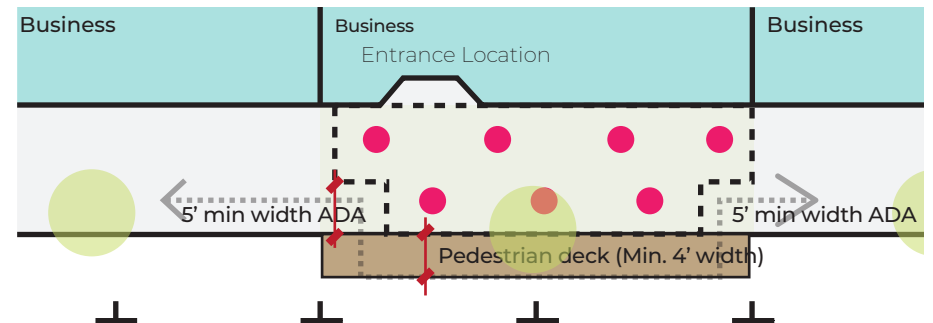 Business
Business
Business
Entrance Location
5' min width ADA
5' min width ADA
Pedestrian deck (Min. 4' width)